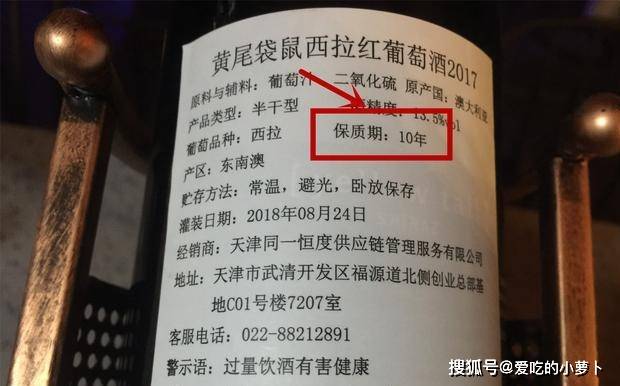 黄尾袋鼠西拉红葡萄酒2017
原料与辅料：葡萄汁 二氧化硫 原产国：澳大利亚
产品类型：半干型 精度：13.5%ol
葡萄品种：西拉 保质期：10年
产区：东南澳
贮存方法：常温，避光，卧放保存
灌装日期：2018年08月24日
经销商：天津同一恒度供应链管理服务有限公司
地址：天津市武清开发区福源道北侧创业总部基
地C01号楼7207室
客服电话：022-88212891
警示语：过量饮酒有害健康
搜狐号@爱吃的小萝卜